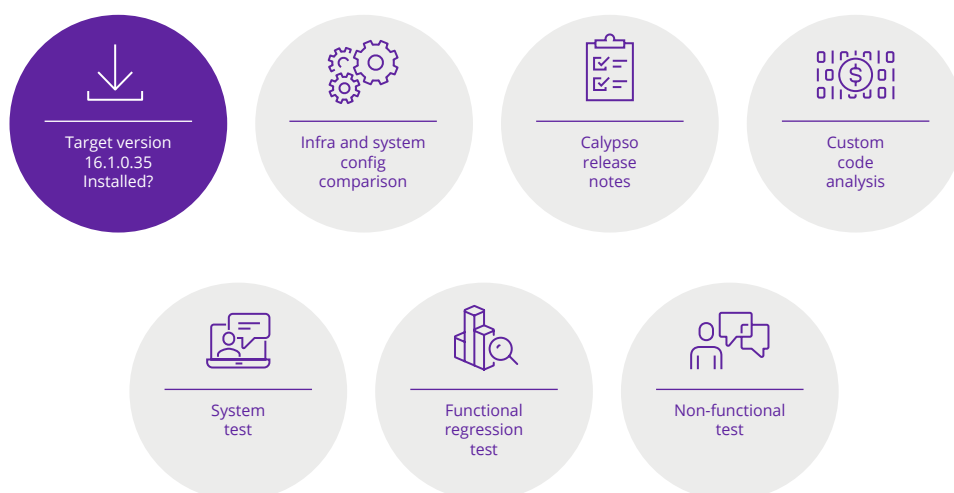 Target version
16.1.0.35
Installed?
Infra and system
config
comparison
Calypso
release
notes
Custom
code
analysis
System
test
Functional
regression
test
Non-functional
test